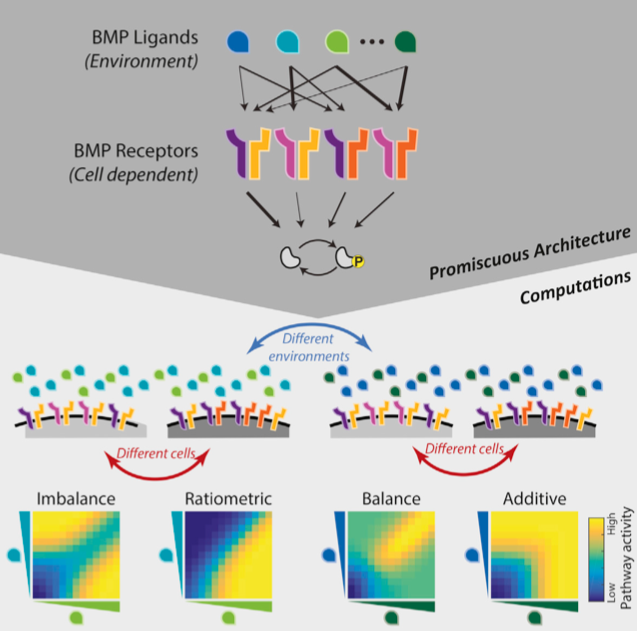 BMP Ligands
(Environment)
•••
BMP Receptors
(Cell dependent)
P
Promiscuous Architecture
Computations
Different
environments
Different cells
Different cells
Imbalance
Ratiometric
Balance
Additive
High
Low
Pathway activity